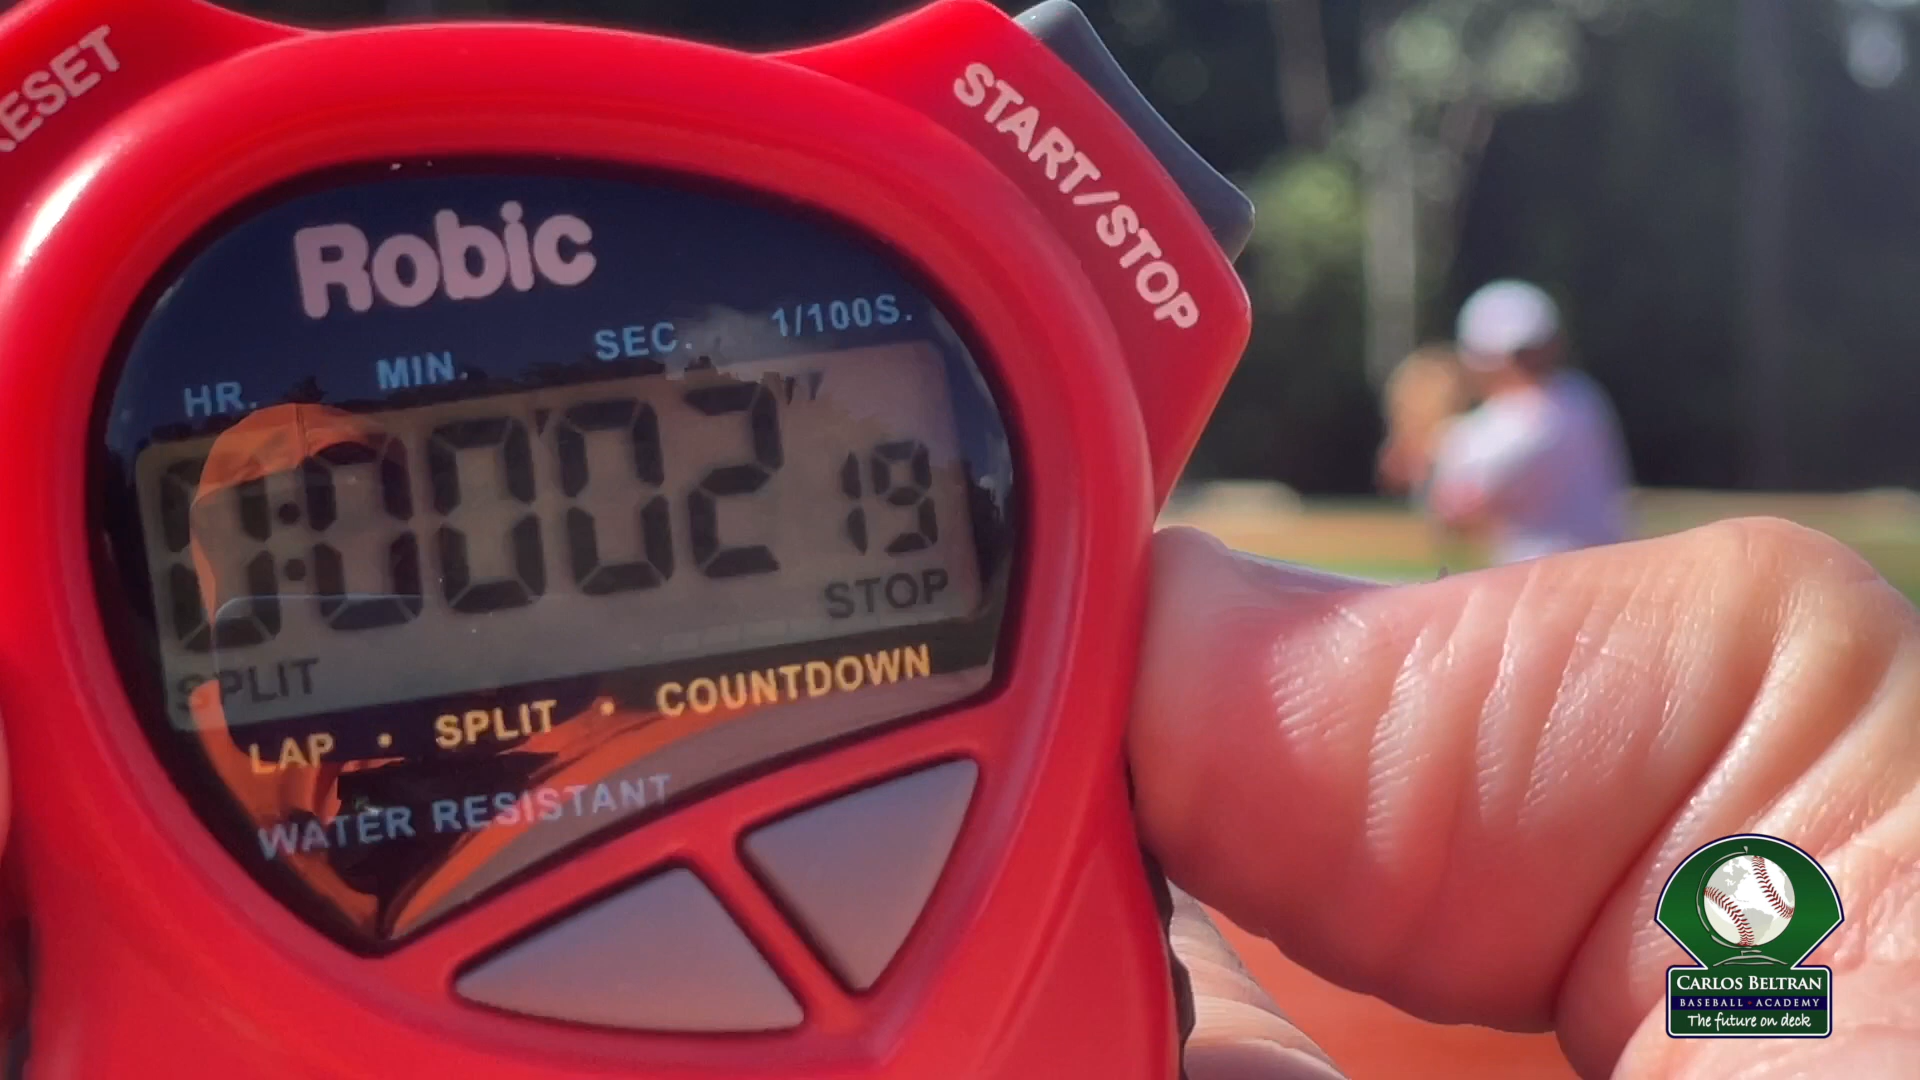 RESET
START/STOP
Robic
HR. MIN. SEC. 1/100S.
0:00'02"19
STOP
SPLIT
LAP • SPLIT • COUNTDOWN
WATER RESISTANT
CARLOS BELTRAN
BASEBALL ACADEMY
The future on deck